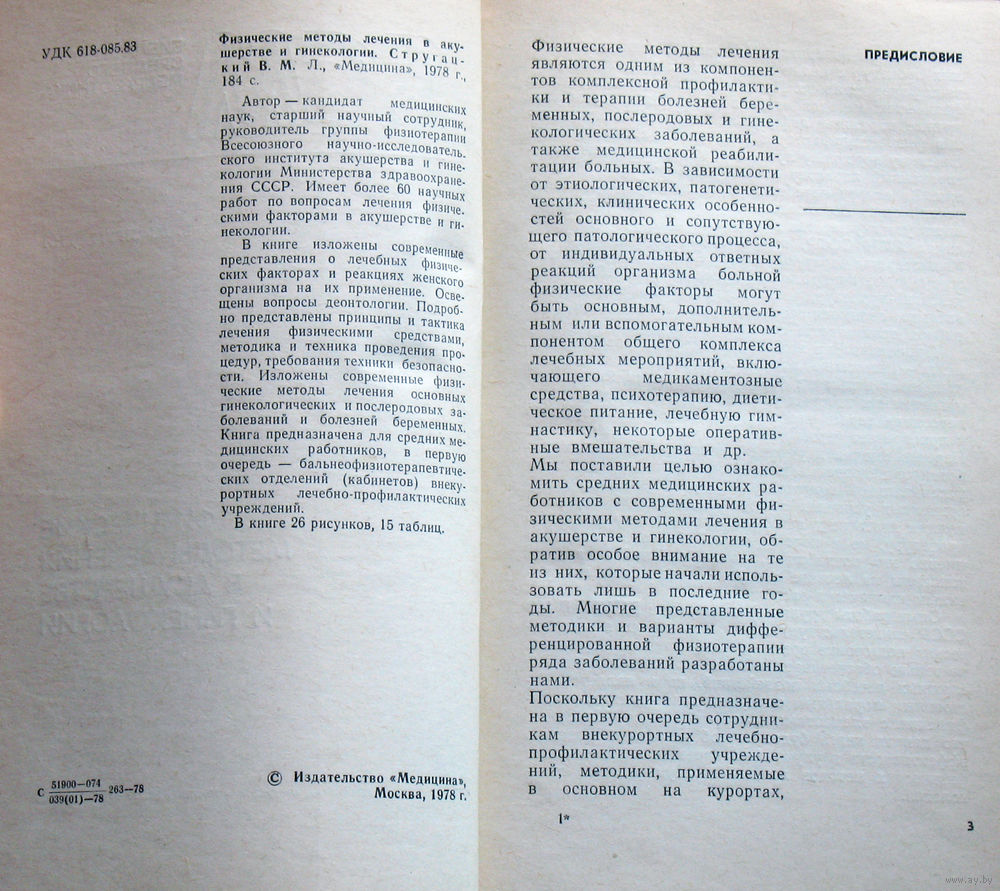 УДК 618-085.83
Физические методы лечения в аку-
шерстве и гинекологии. Стругац-
кий В. М. Л., «Медицина», 1978 г.,
184 с.
Автор — кандидат медицинских
наук, старший научный сотрудник,
руководитель группы физиотерапии
Всесоюзного научно-исследователь-
ского института акушерства и гине-
кологии Министерства здравоохране-
ния СССР. Имеет более 60 научных
работ по вопросам лечения физиче-
скими факторами в акушерстве и ги-
некологии.
В книге изложены современные
представления о лечебных физиче-
ских факторах и реакциях женского
организма на их применение. Осве-
щены вопросы деонтологии. Подроб-
но представлены принципы и тактика
лечения физическими средствами,
методика и техника проведения про-
цедур, требования техники безопасно-
сти. Изложены современные физи-
ческие методы лечения основных
гинекологических и послеродовых за-
болеваний и болезней беременных.
Книга предназначена для средних ме-
дицинских работников, в первую
очередь — бальнеофизиотерапевтиче-
ских отделений (кабинетов) внеку-
рортных лечебно-профилактических
учреждений.
В книге 26 рисунков, 15 таблиц.
С 51900—074
039(01)—78 263—78
© Издательство «Медицина»,
Москва, 1978 г.
ПРЕДИСЛОВИЕ
Физические методы лечения
являются одним из компонен-
тов комплексной профилакти-
ки и терапии болезней бере-
менных, послеродовых и гине-
кологических заболеваний, а
также медицинской реабили-
тации больных. В зависимости
от этиологических, патогенети-
ческих, клинических особенно-
стей основного и сопутствую-
щего патологического процесса,
от индивидуальных ответных
реакций организма больной
физические факторы могут
быть основным, дополнитель-
ным или вспомогательным ком-
понентом общего комплекса
лечебных мероприятий, вклю-
чающего медикаментозные
средства, психотерапию, диети-
ческое питание, лечебную гим-
настику, некоторые оператив-
ные вмешательства и др.
Мы поставили целью ознако-
мить средних медицинских ра-
ботников с современными фи-
зическими методами лечения в
акушерстве и гинекологии, об-
ратив особое внимание на те
из них, которые начали исполь-
зовать лишь в последние го-
ды. Многие представленные
методики и варианты диффе-
ренцированной физиотерапии
ряда заболеваний разработаны
нами.
Поскольку книга предназначе-
на в первую очередь сотрудни-
кам внекурортных лечебно-
профилактических учрежде-
ний, методики, применяемые
в основном на курортах,
1*
3
www.ay.by